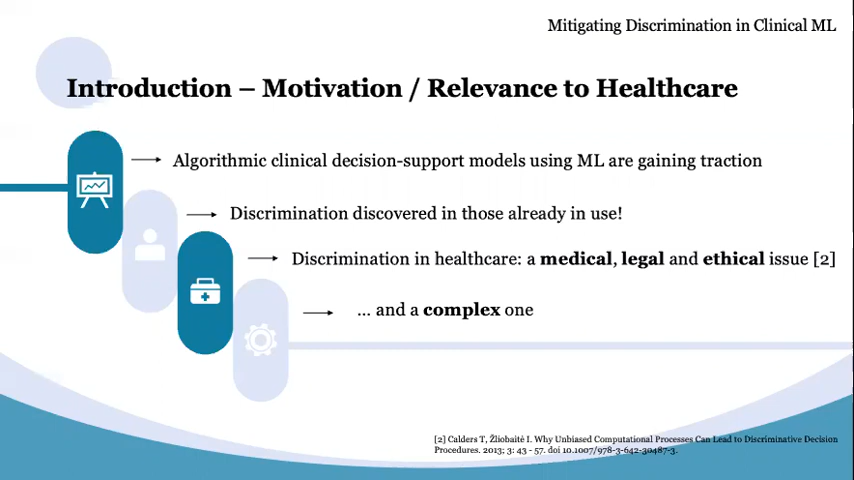 Mitigating Discrimination in Clinical ML
Introduction – Motivation / Relevance to Healthcare
Algorithmic clinical decision-support models using ML are gaining traction
Discrimination discovered in those already in use!
Discrimination in healthcare: a medical, legal and ethical issue [2]
... and a complex one
[2] Calders T, Žliobaitė I. Why Unbiased Computational Processes Can Lead to Discriminative Decision
Procedures. 2013; 3: 43 - 57. doi 10.1007/978-3-642-30487-3.